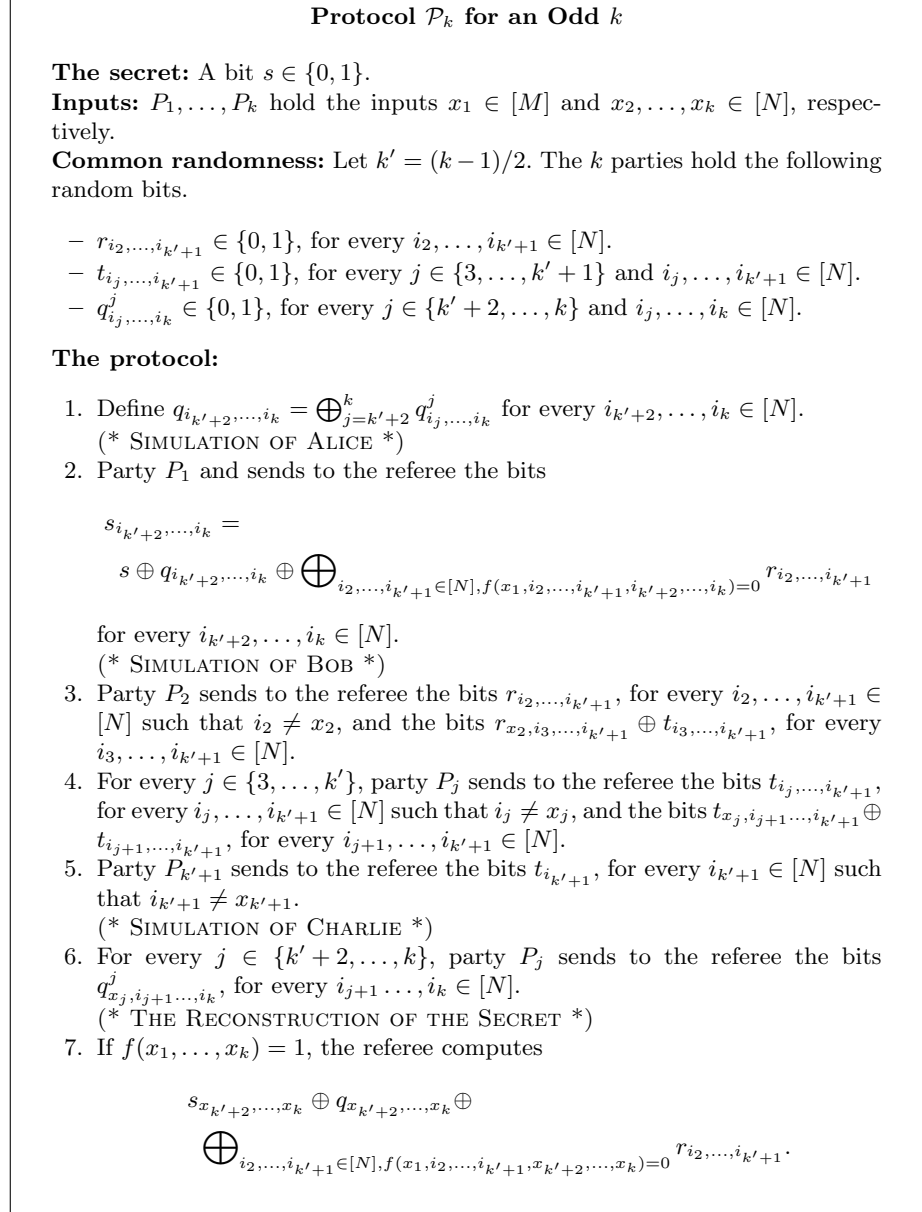 Protocol 𝒫ₖ for an Odd k
The secret: A bit s ∈ {0, 1}.
Inputs: P_1, . . . , P_k hold the inputs x_1 ∈ [M] and x_2, . . . , x_k ∈ [N], respec-
tively.
Common randomness: Let k′ = (k − 1)/2. The k parties hold the following
random bits.
– r_{i_2,...,i_{k′+1}} ∈ {0, 1}, for every i_2, . . . , i_{k′+1} ∈ [N].
– t_{i_j,...,i_{k′+1}} ∈ {0, 1}, for every j ∈ {3, . . . , k′ + 1} and i_j, . . . , i_{k′+1} ∈ [N].
– q^j_{i_j,...,i_k} ∈ {0, 1}, for every j ∈ {k′ + 2, . . . , k} and i_j, . . . , i_k ∈ [N].
The protocol:
1. Define q_{i_{k′+2},...,i_k} = ⊕^k_{j=k′+2} q^j_{i_j,...,i_k} for every i_{k′+2}, . . . , i_k ∈ [N].
(* SIMULATION OF ALICE *)
2. Party P_1 and sends to the referee the bits
s_{i_{k′+2},...,i_k} =
s ⊕ q_{i_{k′+2},...,i_k} ⊕ ⊕_{i_2,...,i_{k′+1}∈[N],f(x_1,i_2,...,i_{k′+1},i_{k′+2},...,i_k)=0} r_{i_2,...,i_{k′+1}}
for every i_{k′+2}, . . . , i_k ∈ [N].
(* SIMULATION OF BOB *)
3. Party P_2 sends to the referee the bits r_{i_2,...,i_{k′+1}}, for every i_2, . . . , i_{k′+1} ∈
[N] such that i_2 ≠ x_2, and the bits r_{x_2,i_3,...,i_{k′+1}} ⊕ t_{i_3,...,i_{k′+1}}, for every
i_3, . . . , i_{k′+1} ∈ [N].
4. For every j ∈ {3, . . . , k′}, party P_j sends to the referee the bits t_{i_j,...,i_{k′+1}},
for every i_j, . . . , i_{k′+1} ∈ [N] such that i_j ≠ x_j, and the bits t_{x_j,i_{j+1}...,i_{k′+1}} ⊕
t_{i_{j+1},...,i_{k′+1}}, for every i_{j+1}, . . . , i_{k′+1} ∈ [N].
5. Party P_{k′+1} sends to the referee the bits t_{i_{k′+1}}, for every i_{k′+1} ∈ [N] such
that i_{k′+1} ≠ x_{k′+1}.
(* SIMULATION OF CHARLIE *)
6. For every j ∈ {k′ + 2, . . . , k}, party P_j sends to the referee the bits
q^j_{x_j,i_{j+1}...,i_k}, for every i_{j+1} . . . , i_k ∈ [N].
(* THE RECONSTRUCTION OF THE SECRET *)
7. If f(x_1, . . . , x_k) = 1, the referee computes
s_{x_{k′+2},...,x_k} ⊕ q_{x_{k′+2},...,x_k} ⊕
⊕_{i_2,...,i_{k′+1}∈[N],f(x_1,i_2,...,i_{k′+1},x_{k′+2},...,x_k)=0} r_{i_2,...,i_{k′+1}}.